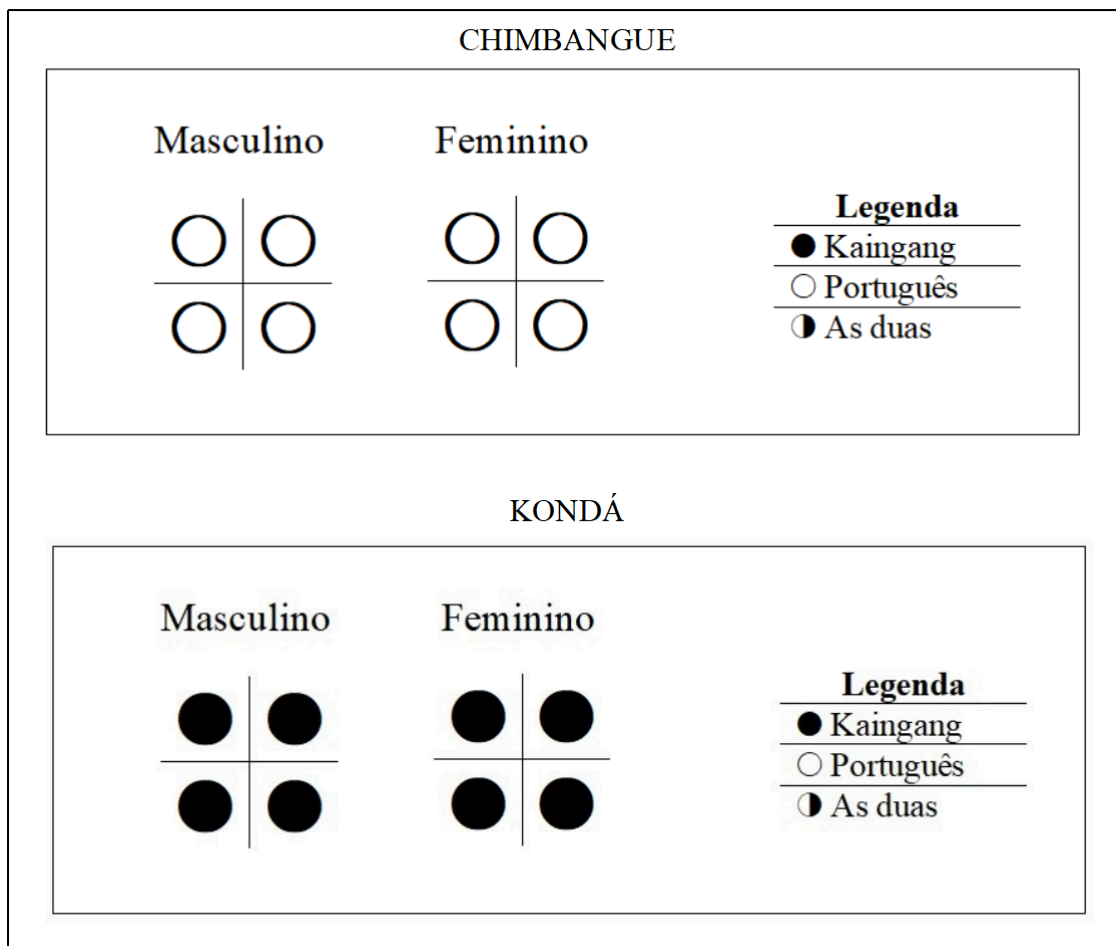 CHIMBANGUE
Masculino Feminino
Legenda
Kaingang
Português
As duas
KONDÁ
Masculino Feminino
Legenda
Kaingang
Português
As duas